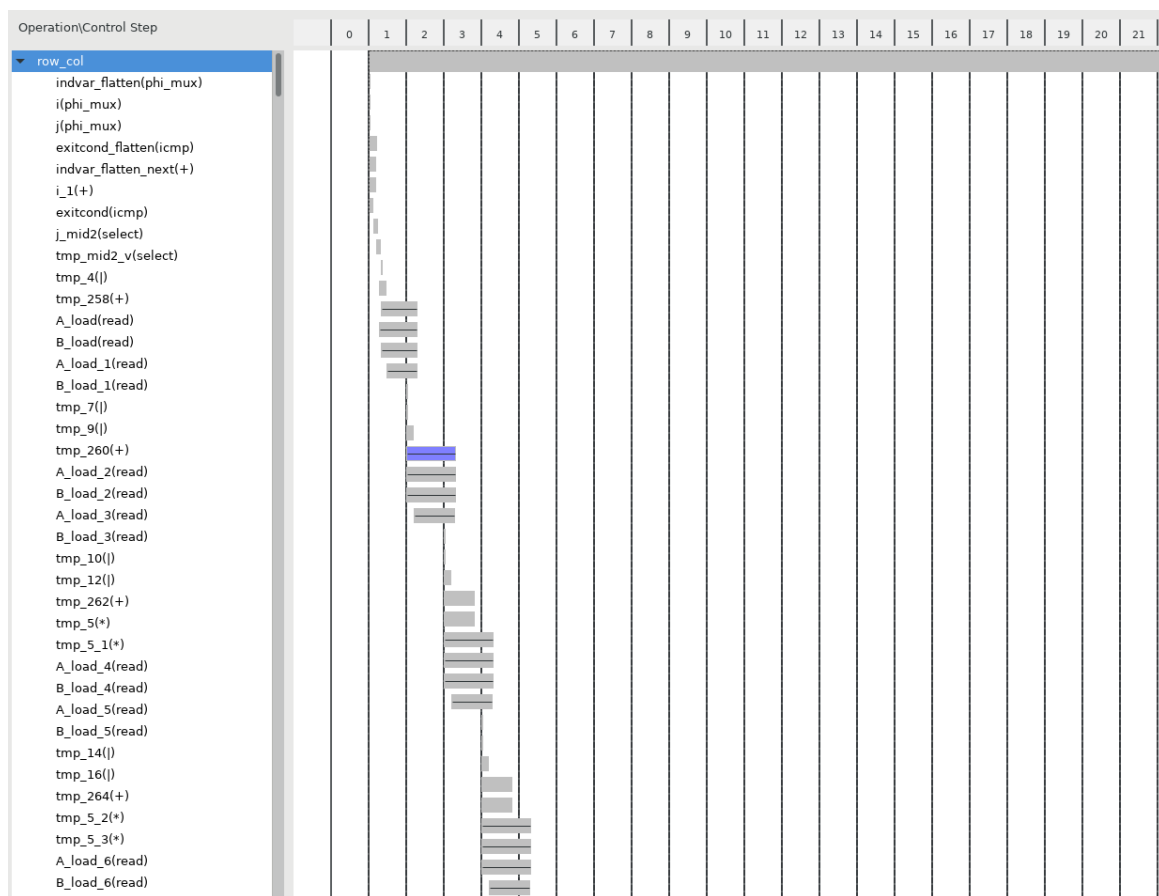 Operation\Control Step
0 1 2 3 4 5 6 7 8 9 10 11 12 13 14 15 16 17 18 19 20 21
row_col
indvar_flatten(phi_mux)
i(phi_mux)
j(phi_mux)
exitcond_flatten(icmp)
indvar_flatten_next(+)
i_1(+)
exitcond(icmp)
j_mid2(select)
tmp_mid2_v(select)
tmp_4(|)
tmp_258(+)
A_load(read)
B_load(read)
A_load_1(read)
B_load_1(read)
tmp_7(|)
tmp_9(|)
tmp_260(+)
A_load_2(read)
B_load_2(read)
A_load_3(read)
B_load_3(read)
tmp_10(|)
tmp_12(|)
tmp_262(+)
tmp_5(*)
tmp_5_1(*)
A_load_4(read)
B_load_4(read)
A_load_5(read)
B_load_5(read)
tmp_14(|)
tmp_16(|)
tmp_264(+)
tmp_5_2(*)
tmp_5_3(*)
A_load_6(read)
B_load_6(read)